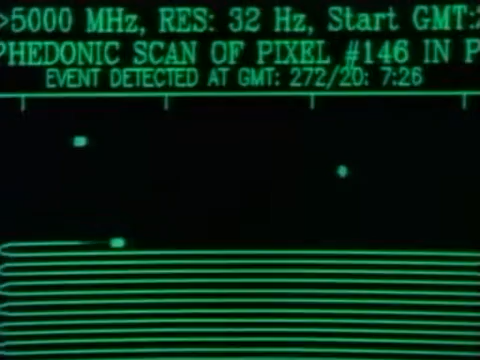 >5000 MHz, RES: 32 Hz, Start GMT:
PHEDONIC SCAN OF PIXEL #146 IN P
EVENT DETECTED AT GMT: 272/20: 7:26